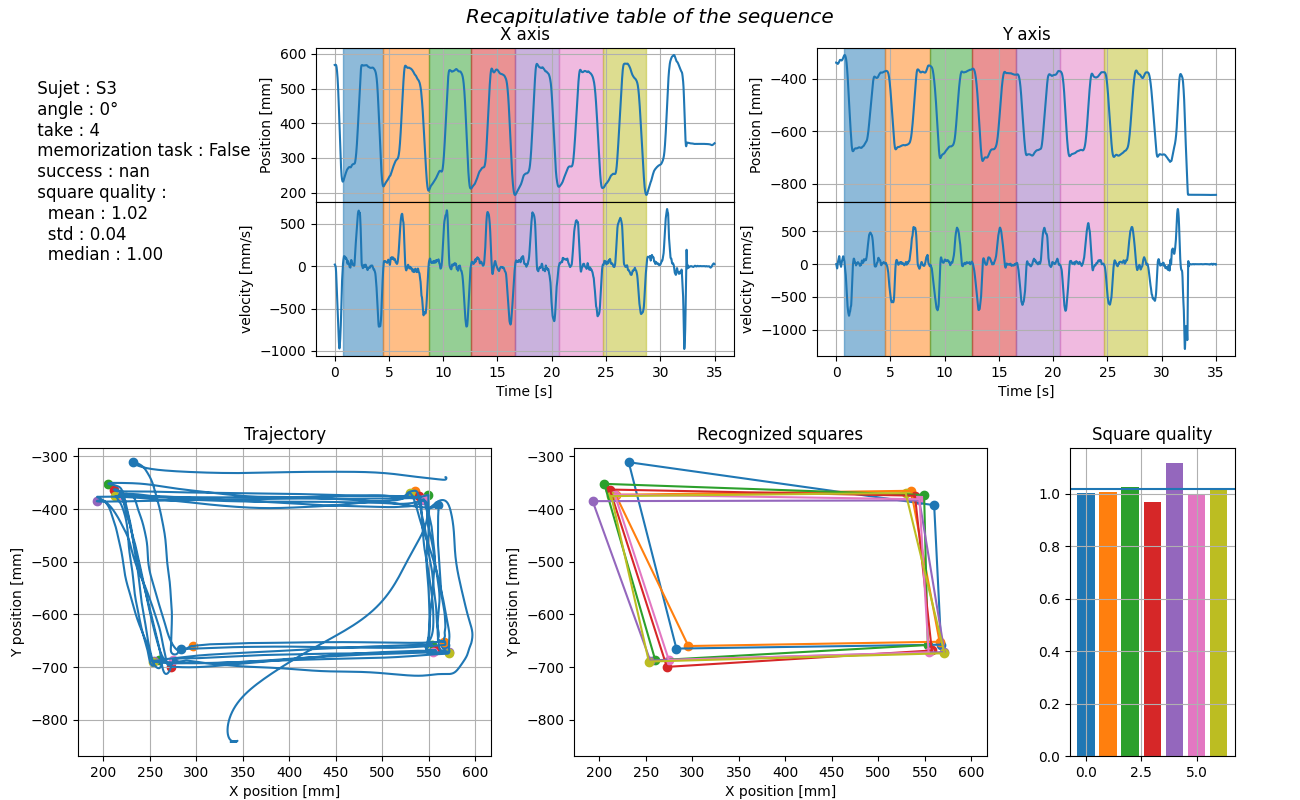 Recapitulative table of the sequence
X axis
Y axis
Sujet : S3
angle : 0°
take : 4
memorization task : False
success : nan
square quality :
mean : 1.02
std : 0.04
median : 1.00
Position [mm]
600
500
400
300
200
velocity [mm/s]
500
0
−500
−1000
0 5 10 15 20 25 30 35
Time [s]
Position [mm]
−400
−600
−800
velocity [mm/s]
500
0
−500
−1000
0 5 10 15 20 25 30 35
Time [s]
Trajectory
Y position [mm]
−300
−400
−500
−600
−700
−800
200 250 300 350 400 450 500 550 600
X position [mm]
Recognized squares
Y position [mm]
−300
−400
−500
−600
−700
−800
200 250 300 350 400 450 500 550 600
X position [mm]
Square quality
1.0
0.8
0.6
0.4
0.2
0.0
0.0 2.5 5.0